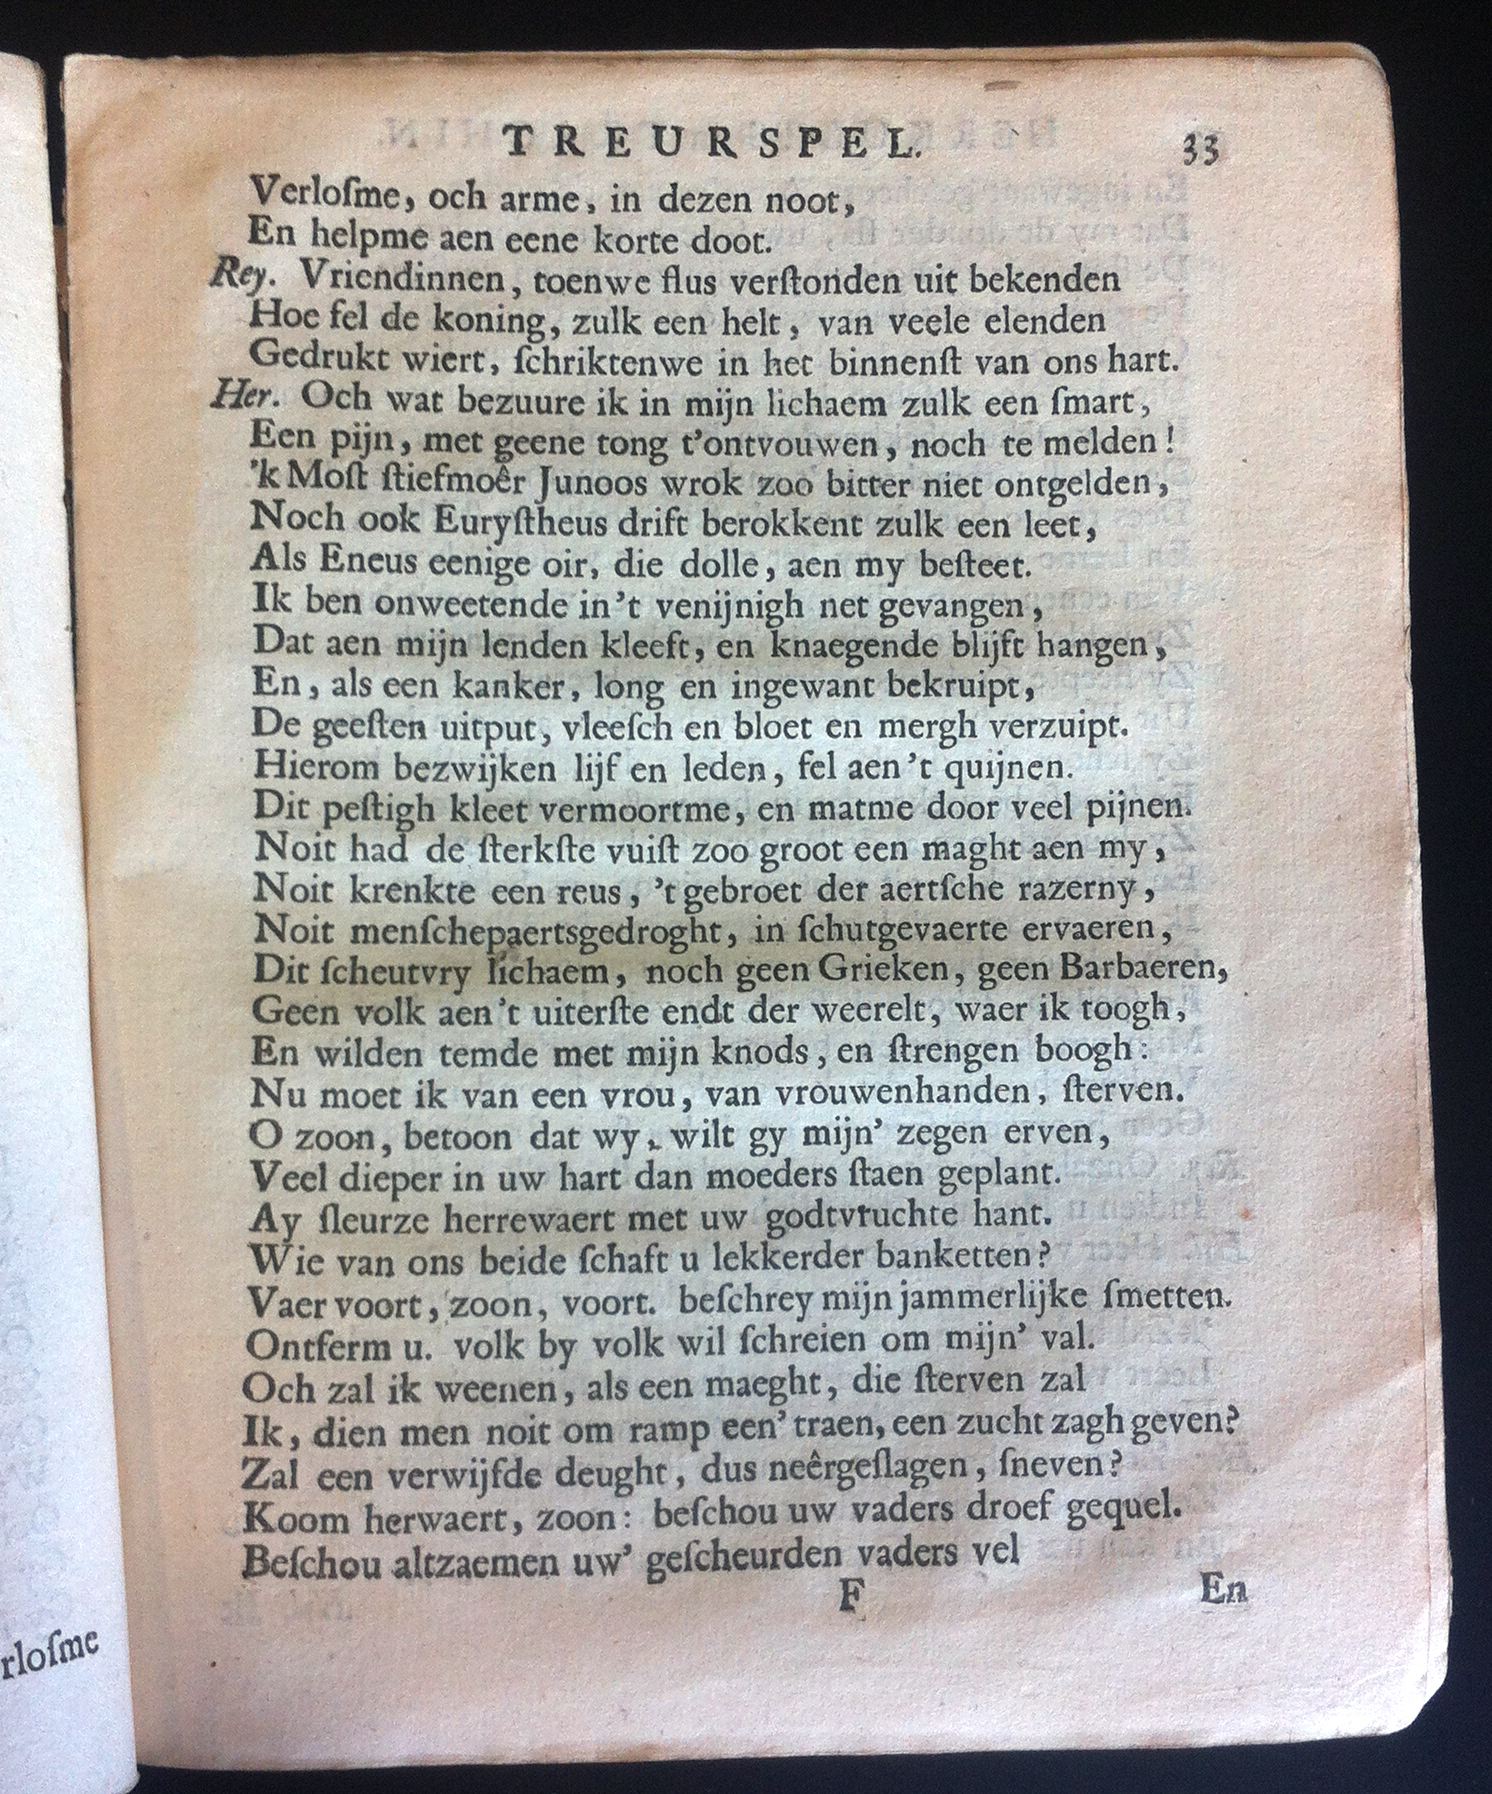 TREURSPEL. 33
Verloſme, och arme, in dezen noot,
En helpme aen eene korte doot.
Rey. Vriendinnen, toenwe flus verſtonden uit bekenden
Hoe fel de koning, zulk een helt, van veele elenden
Gedrukt wiert, ſchriktenwe in het binnenſt van ons hart.
Her. Och wat bezuure ik in mijn lichaem zulk een ſmart,
Een pijn, met geene tong t'ontvouwen, noch te melden!
'k Moſt ſtiefmoêr Junoos wrok zoo bitter niet ontgelden,
Noch ook Euryſtheus drift berokkent zulk een leet,
Als Eneus eenige oir, die dolle, aen my beſteet.
Ik ben onweetende in't venijnigh net gevangen,
Dat aen mijn lenden kleeft, en knaegende blijft hangen,
En, als een kanker, long en ingewant bekruipt,
De geeſten uitput, vleeſch en bloet en mergh verzuipt.
Hierom bezwijken lijf en leden, fel aen't quijnen.
Dit peſtigh kleet vermoortme, en matme door veel pijnen.
Noit had de ſterkſte vuiſt zoo groot een maght aen my,
Noit krenkte een reus, 't gebroet der aertſche razerny,
Noit menſchepaertsgedroght, in ſchutgevaerte ervaeren,
Dit ſcheutvry lichaem, noch geen Grieken, geen Barbaeren,
Geen volk aen't uiterſte endt der weerelt, waer ik toogh,
En wilden temde met mijn knods, en ſtrengen boogh:
Nu moet ik van een vrou, van vrouwenhanden, ſterven.
O zoon, betoon dat wy, wilt gy mijn' zegen erven,
Veel dieper in uw hart dan moeders ſtaen geplant.
Ay ſleurze herrewaert met uw godtvruchte hant.
Wie van ons beide ſchaft u lekkerder banketten?
Vaer voort, zoon, voort. beſchrey mijn jammerlijke ſmetten.
Ontferm u. volk by volk wil ſchreien om mijn' val.
Och zal ik weenen, als een maeght, die ſterven zal
Ik, dien men noit om ramp een' traen, een zucht zagh geven?
Zal een verwijfde deught, dus neêrgeſlagen, ſneven?
Koom herwaert, zoon: beſchou uw vaders droef gequel.
Beſchou altzaemen uw' geſcheurden vaders vel
F En
rloſme